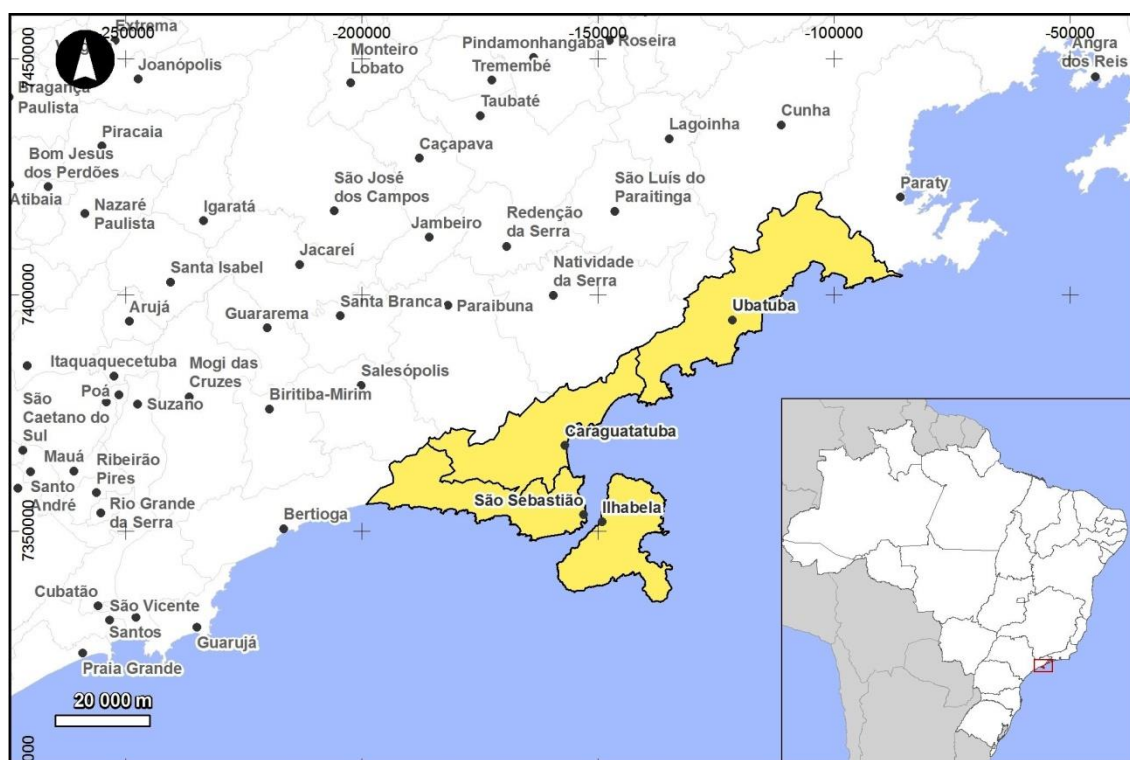 -250000
-200000
-150000
-100000
-50000
Extrema
Joanópolis
Monteiro
Lobato
Pindamonhangaba
Roseira
Tremembé
Angra
dos Reis
7450000
Bragança
Paulista
Taubaté
Lagoinha
Cunha
Piracaia
Caçapava
Bom Jesus
dos Perdões
Atibaia
Nazaré
Paulista
Igaratá
São José
dos Campos
Jambeiro
Redenção
da Serra
São Luís do
Paraitinga
Paraty
Jacareí
Santa Isabel
Natividade
da Serra
7400000
Arujá
Guararema
Santa Branca
Paraibuna
Ubatuba
Itaquaquecetuba
Poá
Suzano
Mogi das
Cruzes
Salesópolis
Biritiba-Mirim
São
Caetano do
Sul
Mauá
Ribeirão
Pires
Caraguatatuba
Santo
André
Rio Grande
da Serra
Bertioga
São Sebastião
Ilhabela
7350000
Cubatão
São Vicente
Santos
Guarujá
Praia Grande
20 000 m